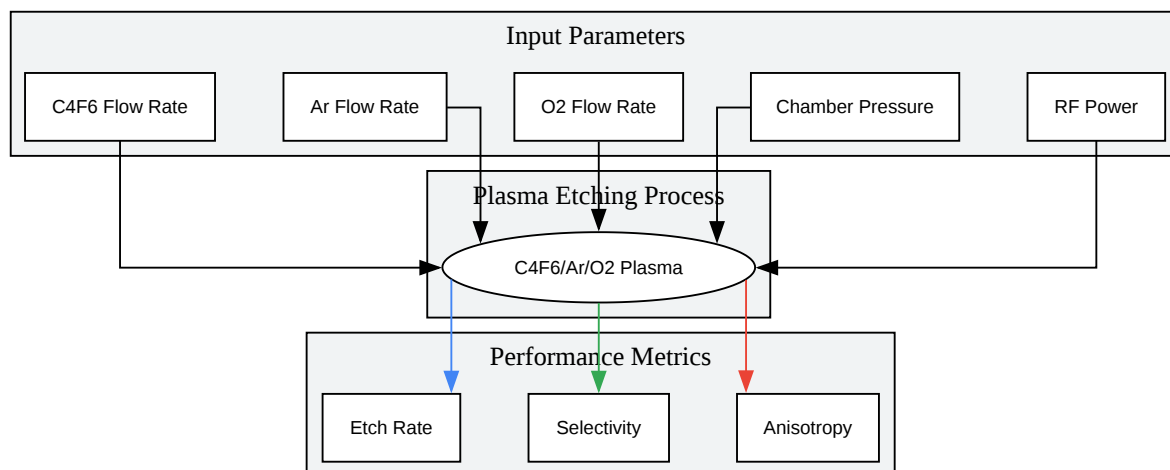 Input Parameters
C4F6 Flow Rate
Ar Flow Rate
O2 Flow Rate
Chamber Pressure
RF Power
Plasma Etching Process
C4F6/Ar/O2 Plasma
Performance Metrics
Etch Rate
Selectivity
Anisotropy